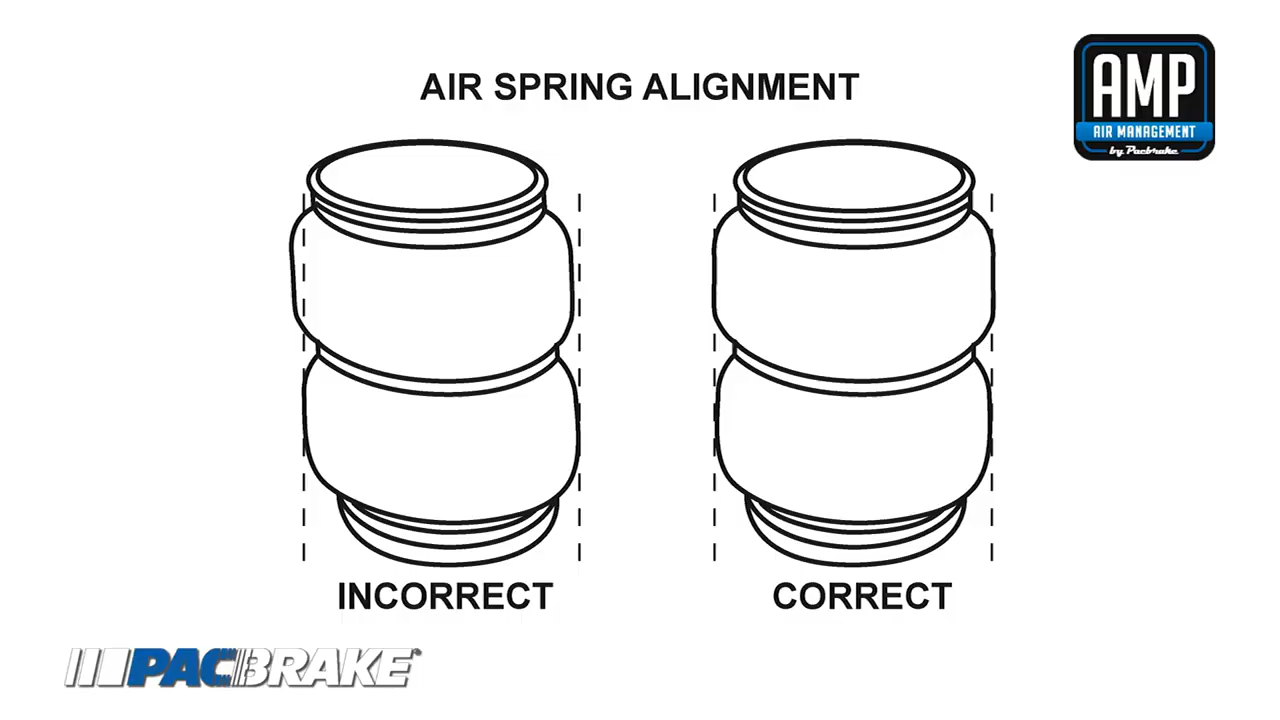 AIR SPRING ALIGNMENT
AMP
AIR MANAGEMENT
by Pacbrake
INCORRECT
CORRECT
PACBRAKE®